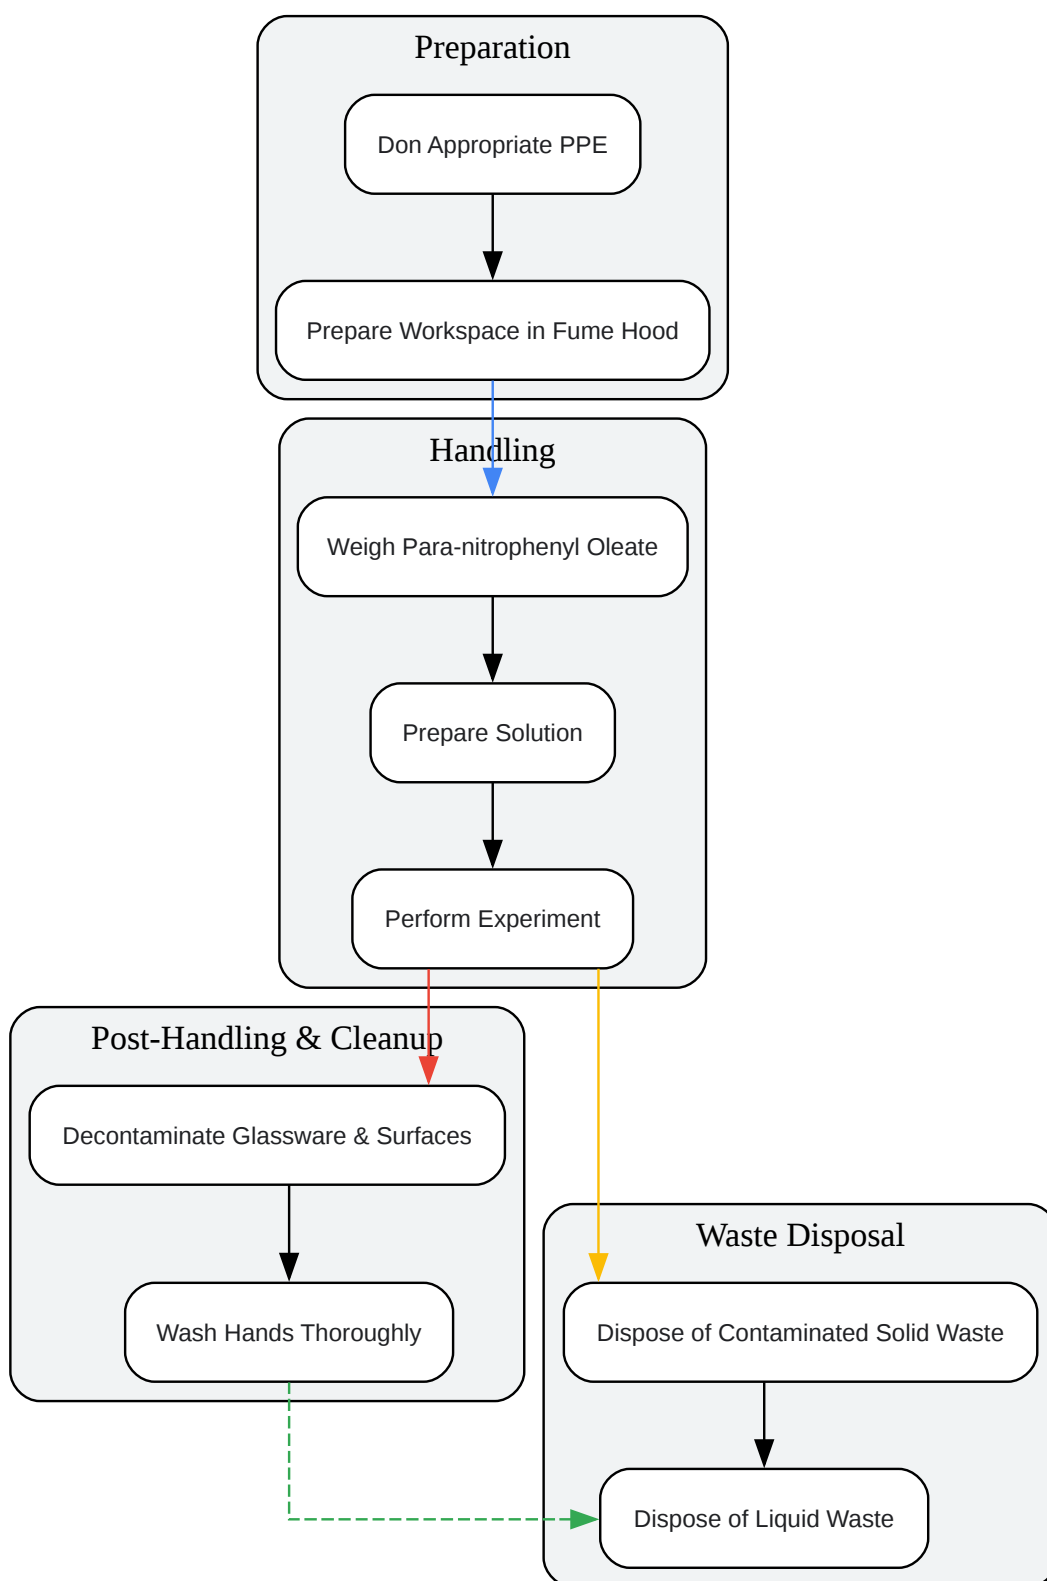 Preparation
Don Appropriate PPE
Prepare Workspace in Fume Hood
Handling
Weigh Para-nitrophenyl Oleate
Prepare Solution
Perform Experiment
Post-Handling & Cleanup
Decontaminate Glassware & Surfaces
Wash Hands Thoroughly
Waste Disposal
Dispose of Contaminated Solid Waste
Dispose of Liquid Waste